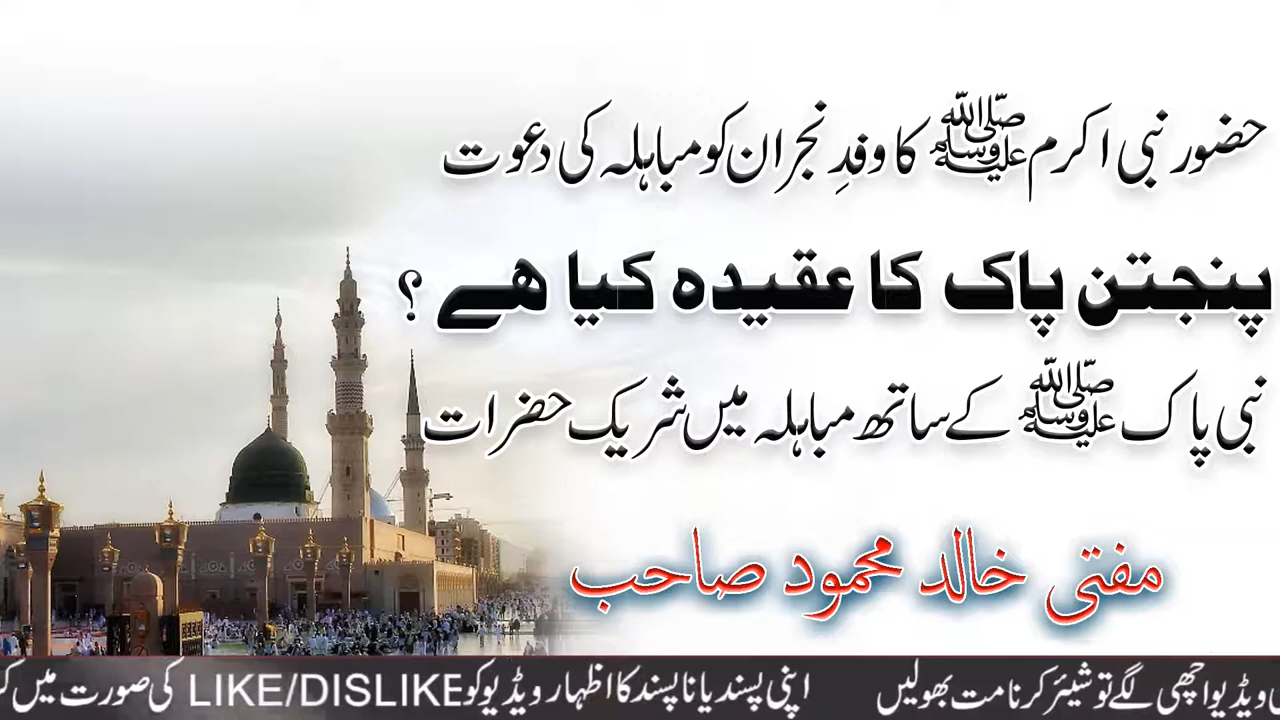 حضور نبی اکرم ﷺ کا وفدِ نجران کو مباہلہ کی دعوت
پنجتن پاک کا عقیدہ کیا ھے ؟
نبی پاک ﷺ کے ساتھ مباہلہ میں شریک حضرات
مفتی خالد محمود صاحب
ویڈیو اچھی لگے تو شیئر کرنا مت بھولیں اپنی پسند یا ناپسند کا اظہار ویڈیو کو LIKE/DISLIKE کی صورت میں